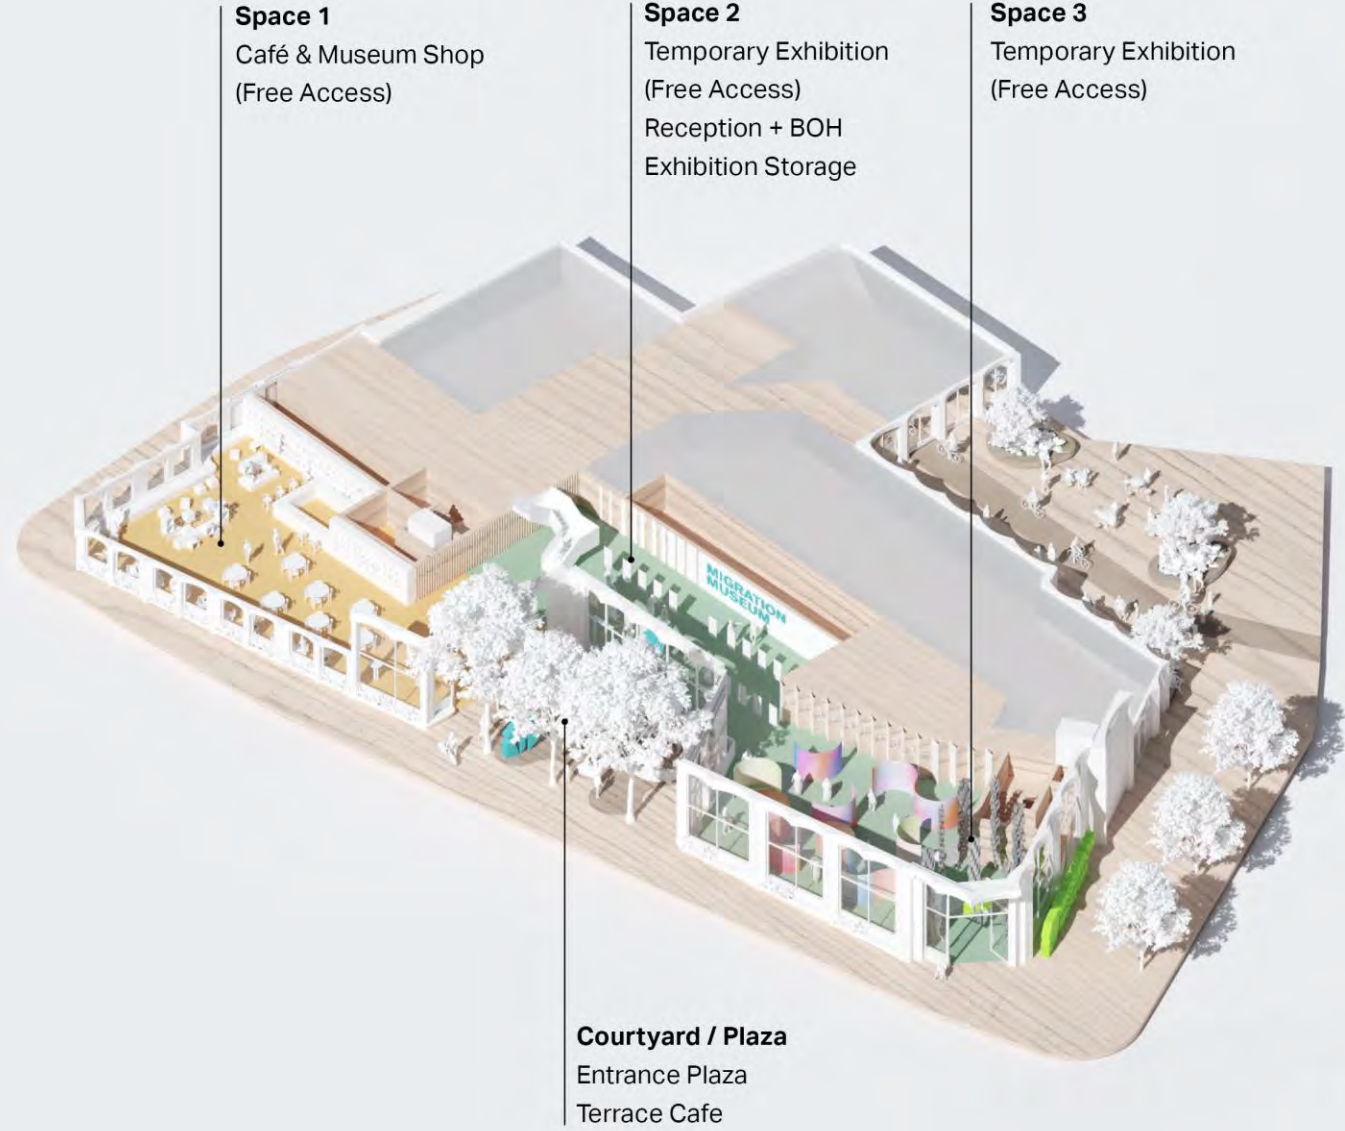 Space 1
Café & Museum Shop
(Free Access)
Space 2
Temporary Exhibition
(Free Access)
Reception + BOH
Exhibition Storage
Space 3
Temporary Exhibition
(Free Access)
MIGRATION
MUSEUM
Courtyard / Plaza
Entrance Plaza
Terrace Cafe